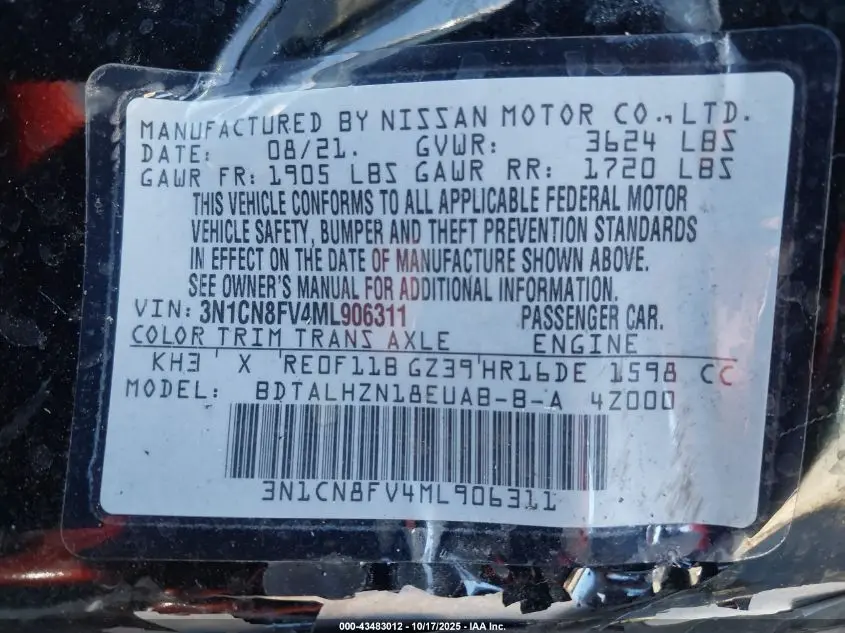 MANUFACTURED BY NISSAN MOTOR CO., LTD.
DATE: 08/21. GVWR: 3624 LBS
GAWR FR: 1905 LBS GAWR RR: 1720 LBS
THIS VEHICLE CONFORMS TO ALL APPLICABLE FEDERAL MOTOR
VEHICLE SAFETY, BUMPER AND THEFT PREVENTION STANDARDS
IN EFFECT ON THE DATE OF MANUFACTURE SHOWN ABOVE.
SEE OWNER'S MANUAL FOR ADDITIONAL INFORMATION.
VIN: 3N1CN8FV4ML906311 PASSENGER CAR.
COLOR TRIM TRANS AXLE ENGINE
KH3 X RE0F11B GZ39 HR16DE 1598 CC
MODEL: BDTALHZN18EUAB-B-A 4Z000
3N1CN8FV4ML906311
000-43483012 - 10/17/2025 - IAA Inc.